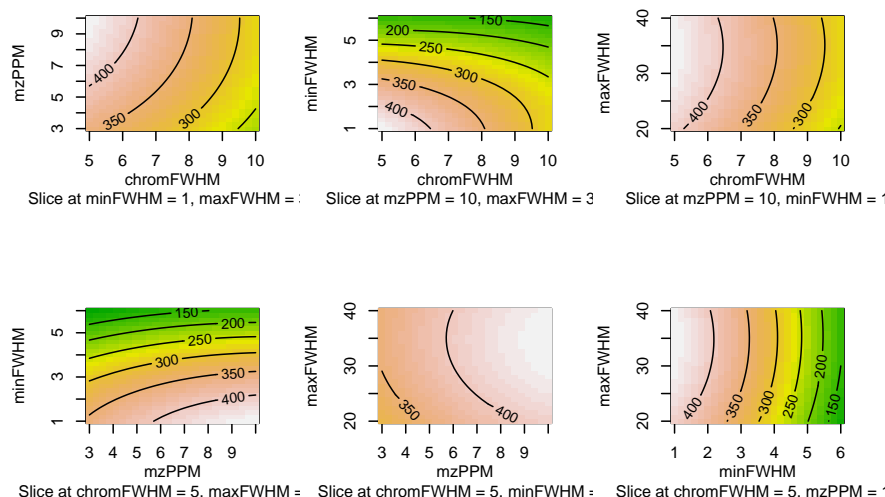 mzPPM
3 4 5 6 7 9
400
350
300
5 6 7 8 9 10
chromFWHM
Slice at minFWHM = 1, maxFWHM =
minFWHM
1 3 5
150
200
250
300
350
400
5 6 7 8 9 10
chromFWHM
Slice at mzPPM = 10, maxFWHM = 3
maxFWHM
20 30 40
400
350
300
5 6 7 8 9 10
chromFWHM
Slice at mzPPM = 10, minFWHM = 1
minFWHM
1 3 5
150
200
250
300
350
400
3 4 5 6 7 8 9
mzPPM
Slice at chromFWHM = 5, maxFWHM =
maxFWHM
20 30 40
350
400
3 4 5 6 7 8 9
mzPPM
Slice at chromFWHM = 5, minFWHM =
maxFWHM
20 30 40
400
350
300
250
200
150
1 2 3 4 5 6
minFWHM
Slice at chromFWHM = 5, mzPPM = 1